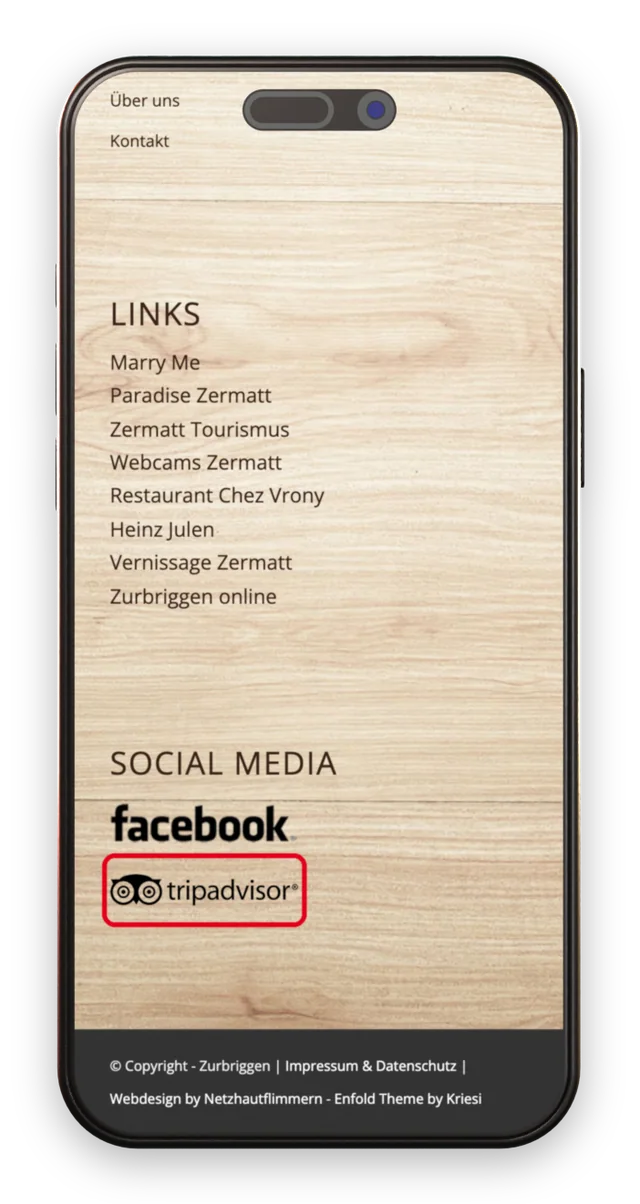 Über uns
Kontakt
LINKS
Marry Me
Paradise Zermatt
Zermatt Tourismus
Webcams Zermatt
Restaurant Chez Vrony
Heinz Julen
Vernissage Zermatt
Zurbriggen online
SOCIAL MEDIA
facebook
tripadvisor®
© Copyright - Zurbriggen | Impressum & Datenschutz |
Webdesign by Netzhautflimmern - Enfold Theme by Kriesi